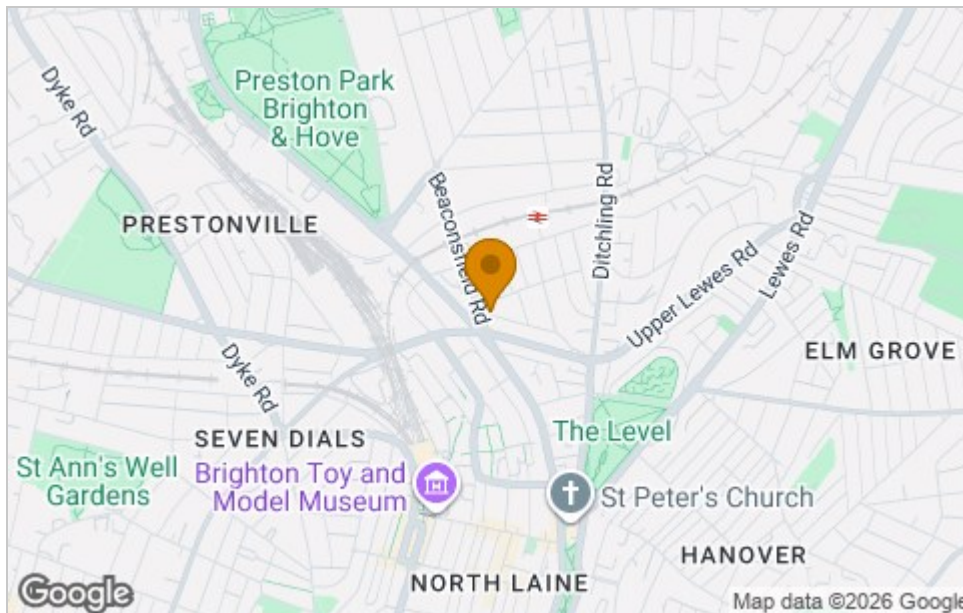 Dyke Rd
Preston Park
Brighton
& Hove
Beaconsfield Rd
Ditchling Rd
PRESTONVILLE
Lewes Rd
Upper Lewes Rd
ELM GROVE
Dyke Rd
SEVEN DIALS
The Level
St Ann's Well
Gardens
Brighton Toy and
Model Museum
St Peter's Church
HANOVER
NORTH LAINE
Google
Map data ©2026 Google